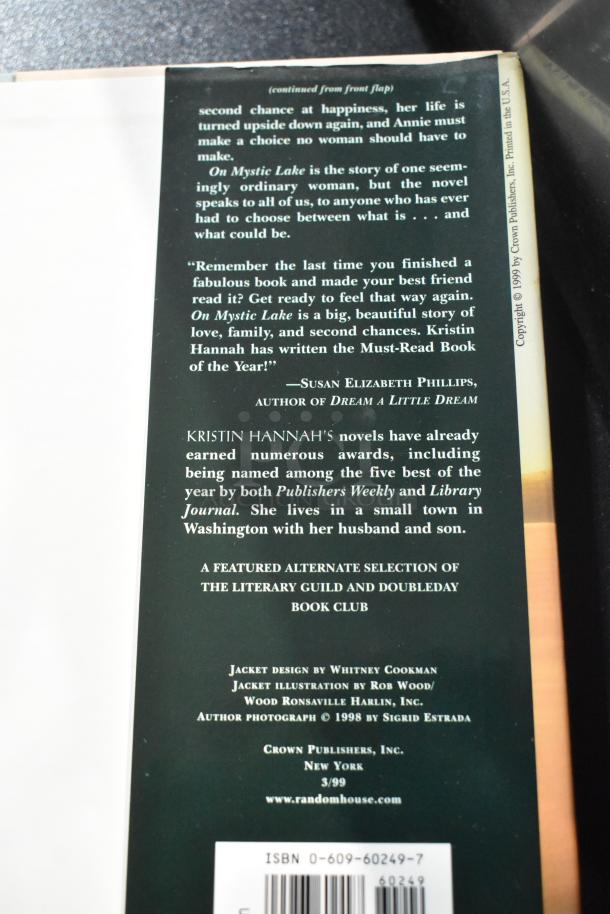 (continued from front flap)
second chance at happiness, her life is
turned upside down again, and Annie must
make a choice no woman should have to
make.
On Mystic Lake is the story of one seem-
ingly ordinary woman, but the novel
speaks to all of us, to anyone who has ever
had to choose between what is . . . and
what could be.
“Remember the last time you finished a
fabulous book and made your best friend
read it? Get ready to feel that way again.
On Mystic Lake is a big, beautiful story of
love, family, and second chances. Kristin
Hannah has written the Must-Read Book
of the Year!”
—SUSAN ELIZABETH PHILLIPS,
AUTHOR OF DREAM A LITTLE DREAM
KRISTIN HANNAH'S novels have already
earned numerous awards, including
being named among the five best of the
year by both Publishers Weekly and Library
Journal. She lives in a small town in
Washington with her husband and son.
A FEATURED ALTERNATE SELECTION OF
THE LITERARY GUILD AND DOUBLEDAY
BOOK CLUB
JACKET DESIGN BY WHITNEY COOKMAN
JACKET ILLUSTRATION BY ROB WOOD/
WOOD RONSAVILLE HARLIN, INC.
AUTHOR PHOTOGRAPH © 1998 BY SIGRID ESTRADA
CROWN PUBLISHERS, INC.
NEW YORK
3/99
www.randomhouse.com
ISBN 0-609-60249-7
60249
Copyright © 1999 by Crown Publishers, Inc. Printed in the U.S.A.